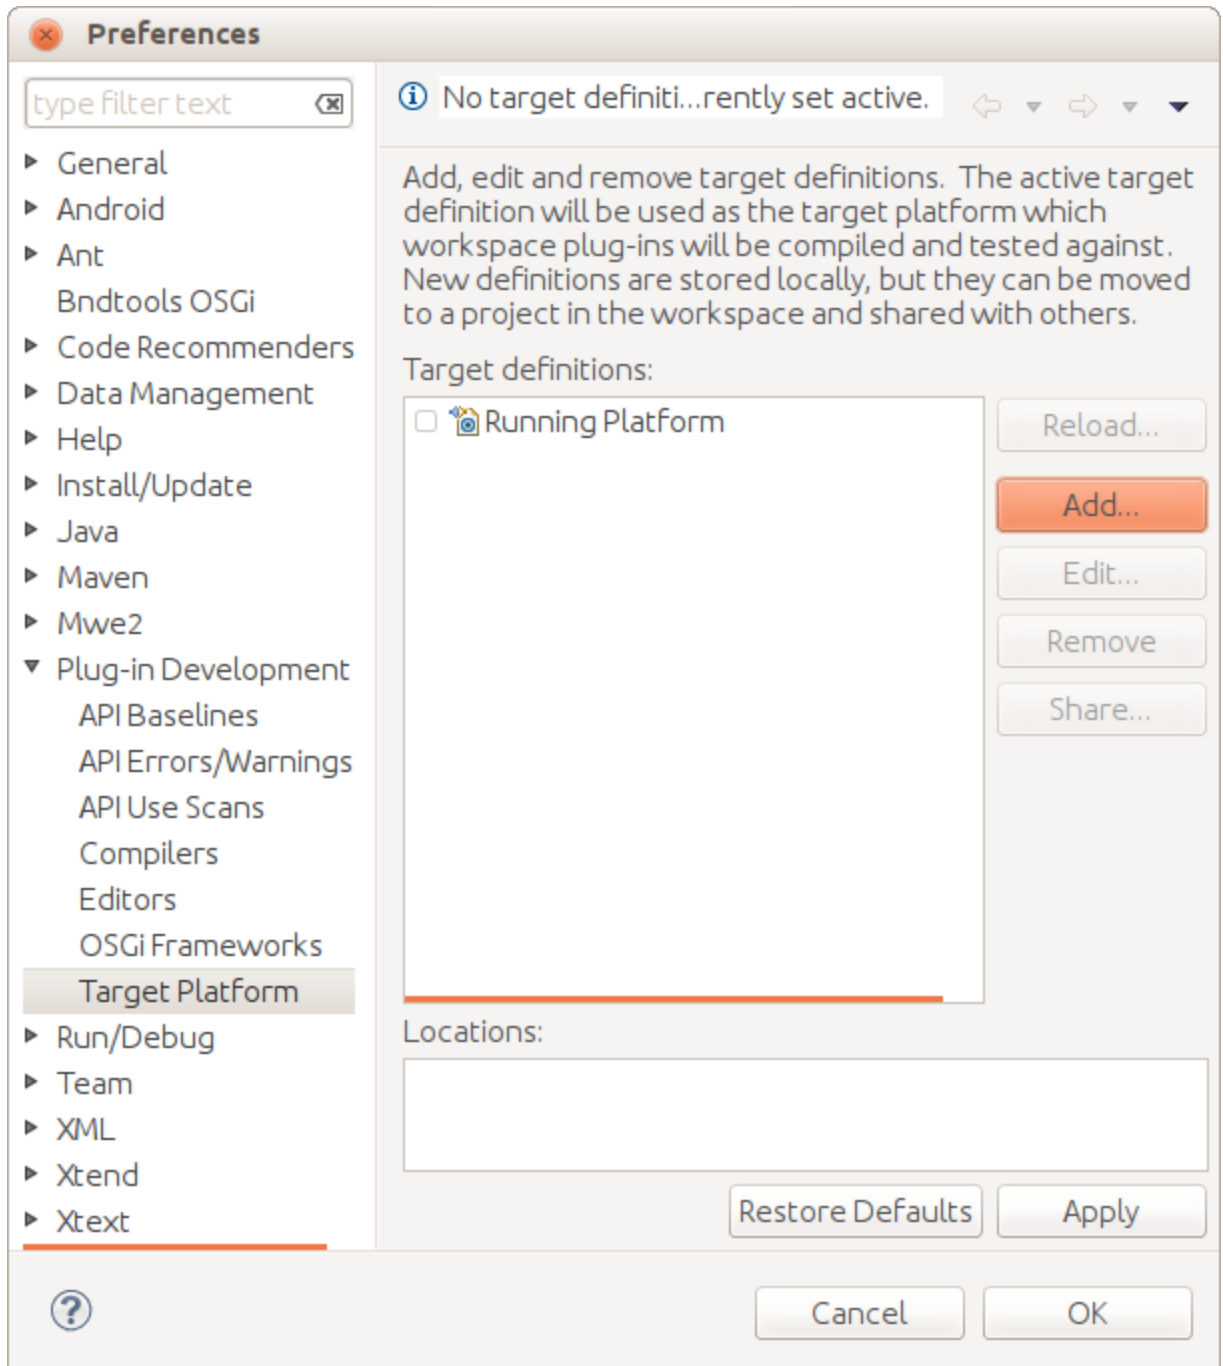 Preferences
type filter text
General
Android
Ant
Bndtools OSGi
Code Recommenders
Data Management
Help
Install/Update
Java
Maven
Mwe2
Plug-in Development
API Baselines
API Errors/Warnings
API Use Scans
Compilers
Editors
OSGi Frameworks
Target Platform
Run/Debug
Team
XML
Xtend
Xtext
No target definiti...rently set active.
Add, edit and remove target definitions.  The active target
definition will be used as the target platform which
workspace plug-ins will be compiled and tested against.
New definitions are stored locally, but they can be moved
to a project in the workspace and shared with others.
Target definitions:
Running Platform
Reload...
Add...
Edit...
Remove
Share...
Locations:
Restore Defaults
Apply
Cancel
OK